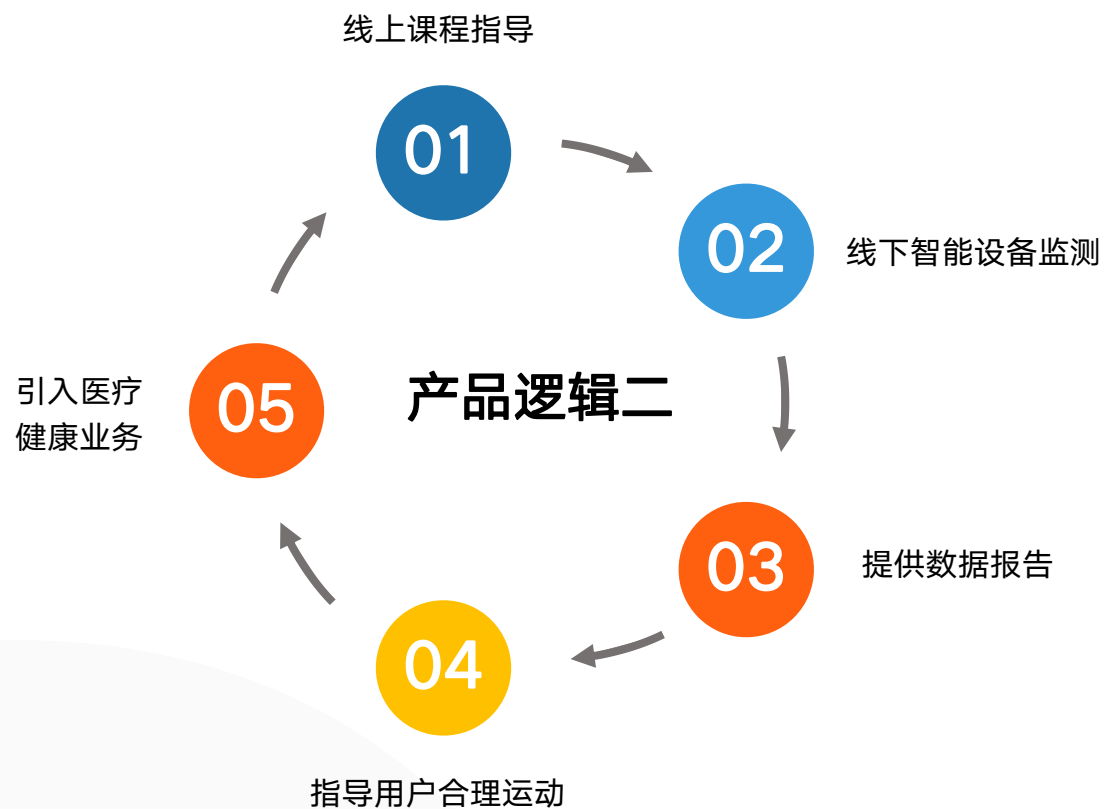 线上课程指导
01
02
线下智能设备监测
产品逻辑二
03
提供数据报告
04
指导用户合理运动
05
引入医疗
健康业务